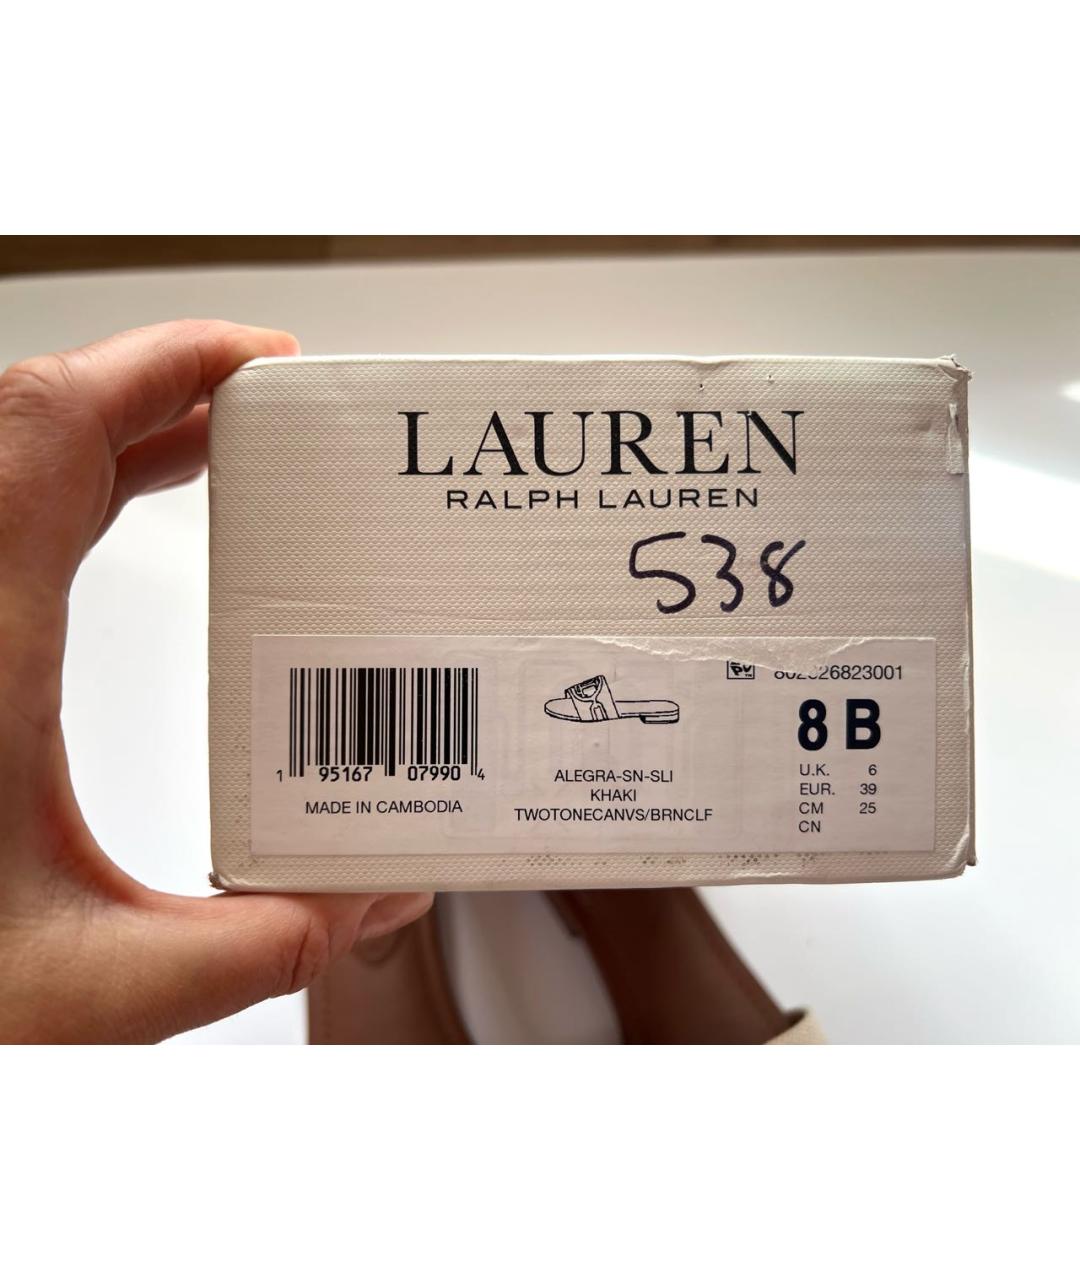 LAUREN
RALPH LAUREN
538
1 95167 07990 4
MADE IN CAMBODIA
ALEGRA-SN-SLI
KHAKI
TWOTONECANVS/BRNCLF
8 B
U.K. 6
EUR. 39
CM 25
CN